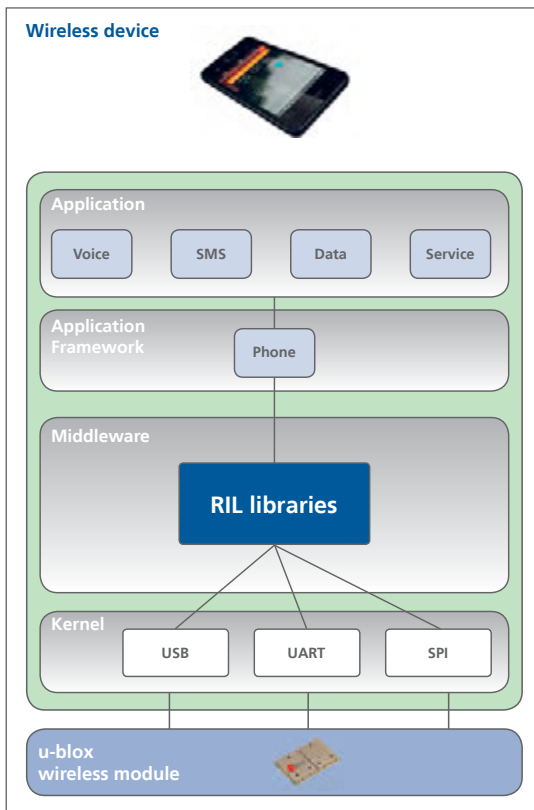 Wireless device
Application
Voice
SMS
Data
Service
Application
Framework
Phone
Middleware
RIL libraries
Kernel
USB
UART
SPI
u-blox
wireless module